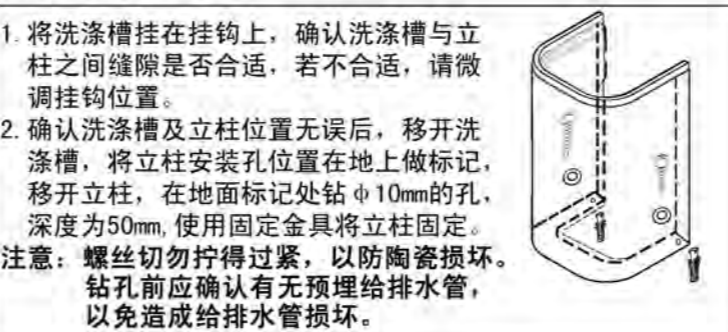 1. 将洗涤槽挂在挂钩上，确认洗涤槽与立
柱之间缝隙是否合适，若不合适，请微
调挂钩位置。
2. 确认洗涤槽及立柱位置无误后，移开洗
涤槽，将立柱安装孔位置在地上做标记，
移开立柱，在地面标记处钻φ10mm的孔，
深度为50mm,使用固定金具将立柱固定。
注意：螺丝切勿拧得过紧，以防陶瓷损坏。
钻孔前应确认有无预埋给排水管，
以免造成给排水管损坏。